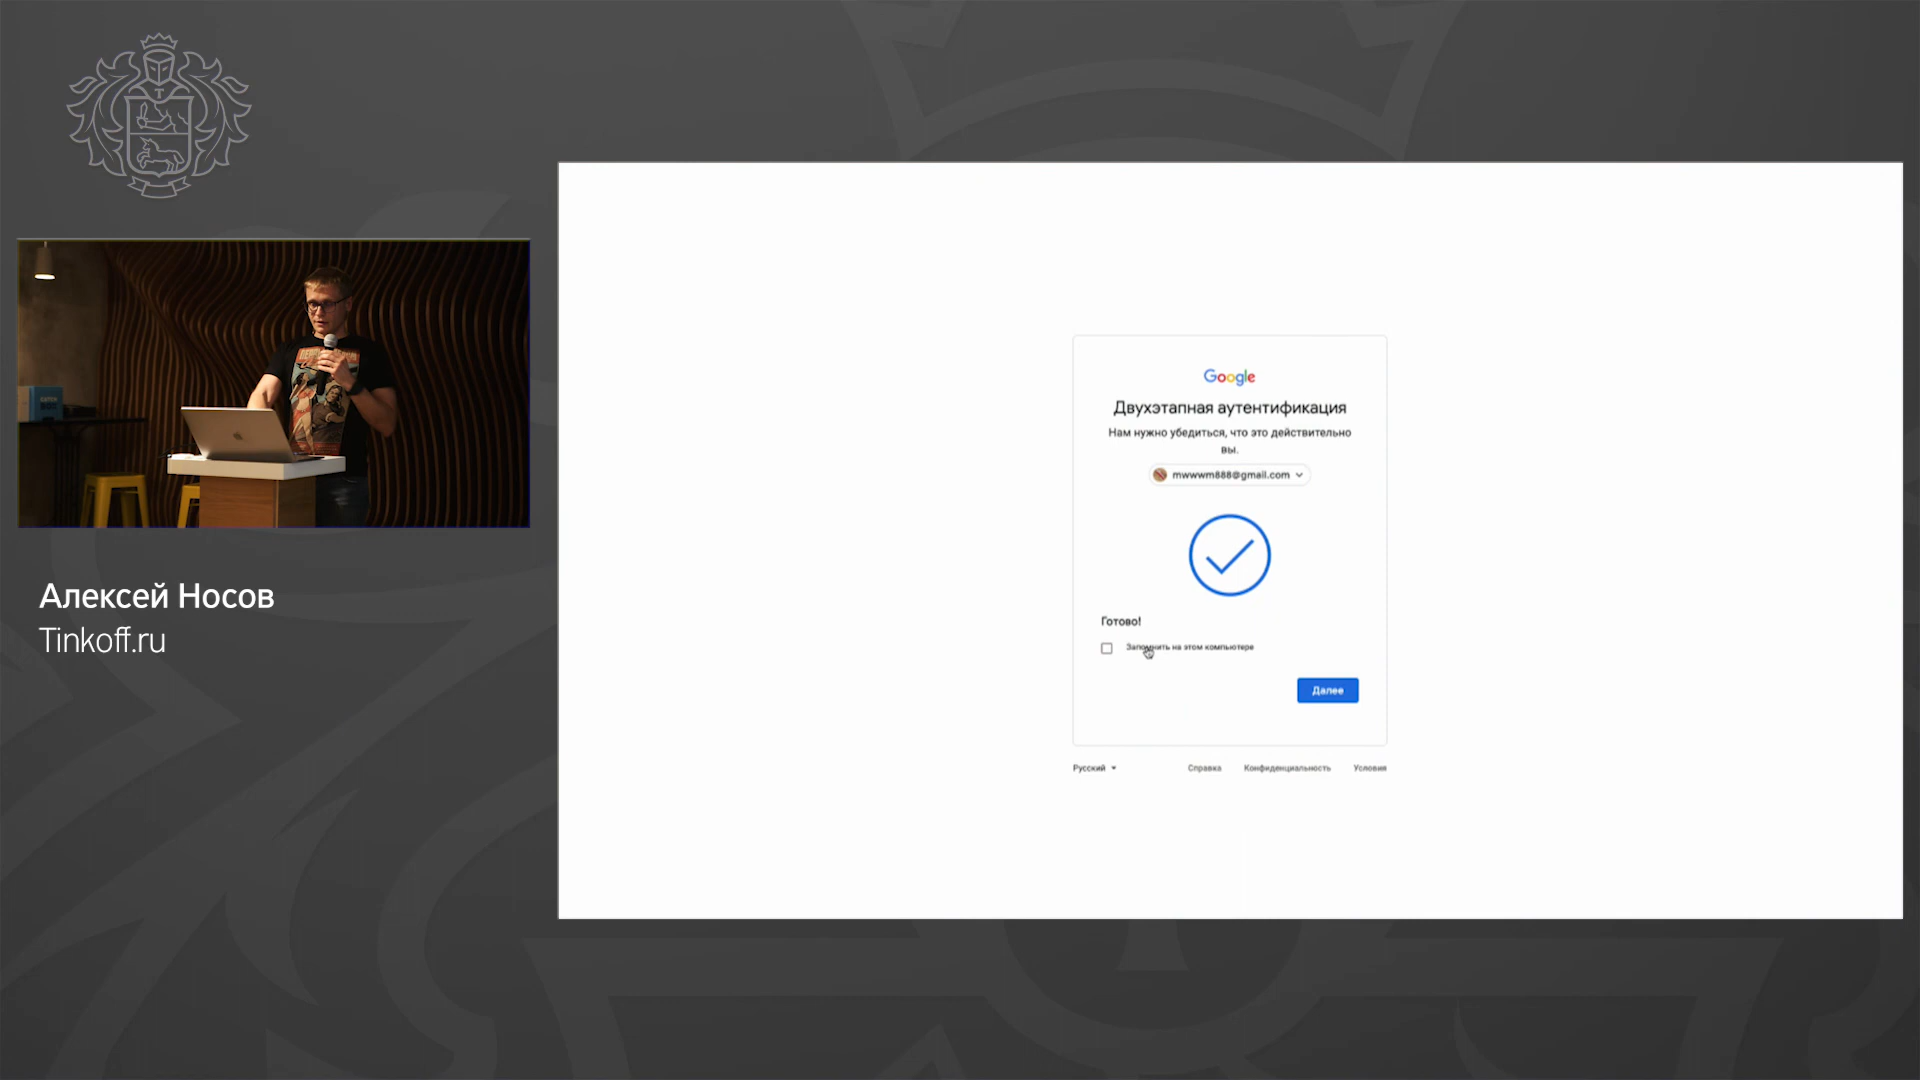 Алексей Носов
Tinkoff.ru
Google
Двухэтапная аутентификация
Нам нужно убедиться, что это действительно
вы.
mwwwm888@gmail.com
Готово!
Запомнить на этом компьютере
Далее
Русский
Справка
Конфиденциальность
Условия